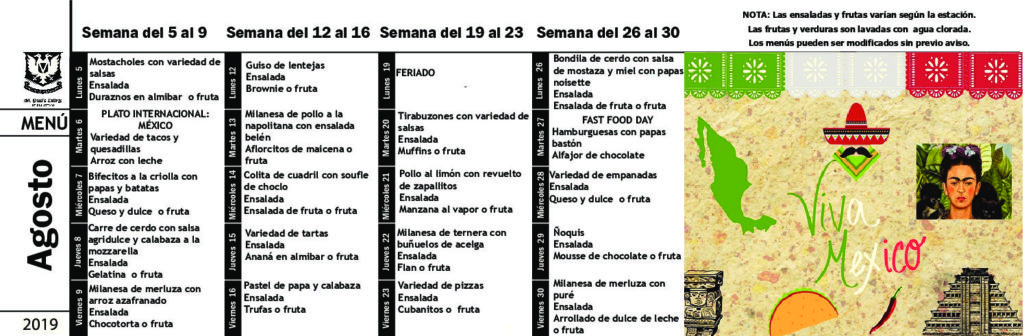 NOTA: Las ensaladas y frutas varían según la estación.
Las frutas y verduras son lavadas con agua clorada.
Los menús pueden ser modificados sin previo aviso.
MENÚ
Agosto
2019
Semana del 5 al 9
Lunes 5
Mostacholes con variedad de
salsas
Ensalada
Duraznos en almibar o fruta
Martes 6
PLATO INTERNACIONAL:
MÉXICO
Variedad de tacos y
quesadillas
Arroz con leche
Miércoles 7
Bifecitos a la criolla con
papas y batatas
Ensalada
Queso y dulce o fruta
Jueves 8
Carre de cerdo con salsa
agridulce y calabaza a la
mozzarella
Ensalada
Gelatina o fruta
Viernes 9
Milanesa de merluza con
arroz azafranado
Ensalada
Chocotorta o fruta
Semana del 12 al 16
Lunes 12
Guiso de lentejas
Ensalada
Brownie o fruta
Martes 13
Milanesa de pollo a la
napolitana con ensalada
belén
Aflorcitos de maicena o
fruta
Miércoles 14
Colita de cuadril con soufle
de choclo
Ensalada
Ensalada de fruta o fruta
Jueves 15
Variedad de tartas
Ensalada
Ananá en almibar o fruta
Viernes 16
Pastel de papa y calabaza
Ensalada
Trufas o fruta
Semana del 19 al 23
Lunes 19
FERIADO
Martes 20
Tirabuzones con variedad de
salsas
Ensalada
Muffins o fruta
Miércoles 21
Pollo al limón con revuelto
de zapallitos
Ensalada
Manzana al vapor o fruta
Jueves 22
Milanesa de ternera con
buñuelos de acelga
Ensalada
Flan o fruta
Viernes 23
Variedad de pizzas
Ensalada
Cubanitos o fruta
Semana del 26 al 30
Lunes 26
Bondila de cerdo con salsa
de mostaza y miel con papas
noisette
Ensalada
Ensalada de fruta o fruta
Martes 27
FAST FOOD DAY
Hamburguesas con papas
bastón
Alfajor de chocolate
Miércoles 28
Variedad de empanadas
Ensalada
Queso y dulce o fruta
Jueves 29
Ñoquis
Ensalada
Mousse de chocolate o fruta
Viernes 30
Milanesa de merluza con
puré
Ensalada
Arrollado de dulce de leche
o fruta
Viva
Mexico